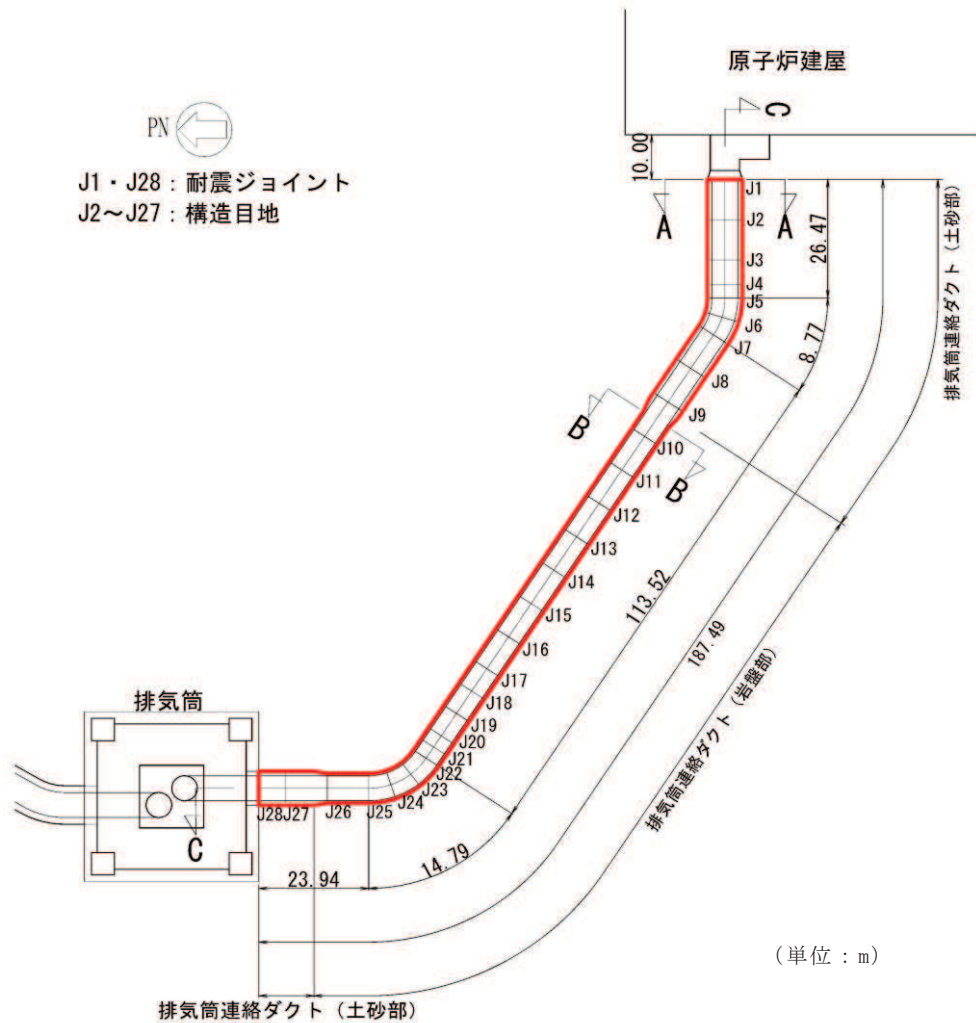 原子炉建屋
PN
C
10.00
J1・J28：耐震ジョイント
J2～J27：構造目地
J1
A
A
J2
26.47
排気筒連絡ダクト（土砂部）
J3
J4
J5
J6
J7
8.77
J8
B
J9
J10
B
J11
J12
J13
J14
113.52
J15
187.49
J16
J17
排気筒連絡ダクト（岩盤部）
J18
排気筒
J19
J20
J21
J22
J23
J24
J28
J27
J26
J25
C
14.79
23.94
（単位：m）
排気筒連絡ダクト（土砂部）